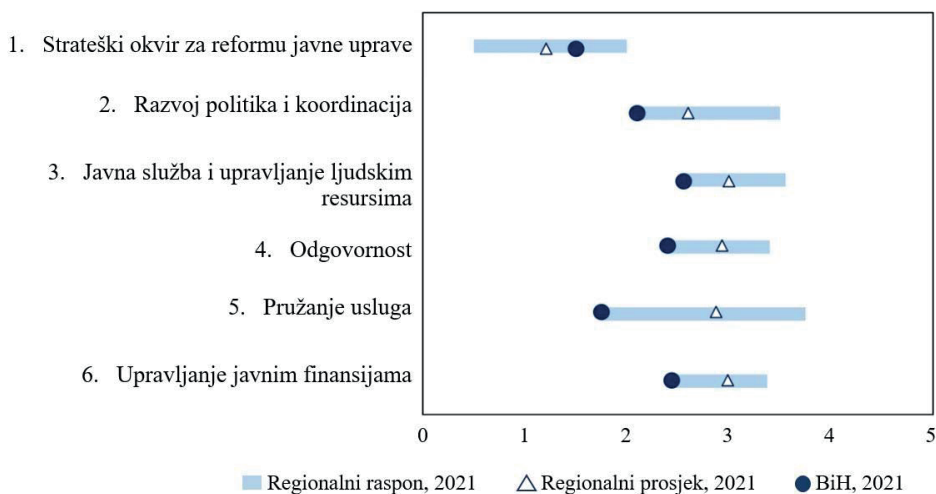 1. Strateški okvir za reformu javne uprave
2. Razvoj politika i koordinacija
3. Javna služba i upravljanje ljudskim
resursima
4. Odgovornost
5. Pružanje usluga
6. Upravljanje javnim finansijama
0 1 2 3 4 5
Regionalni raspon, 2021 Regionalni prosjek, 2021 BiH, 2021